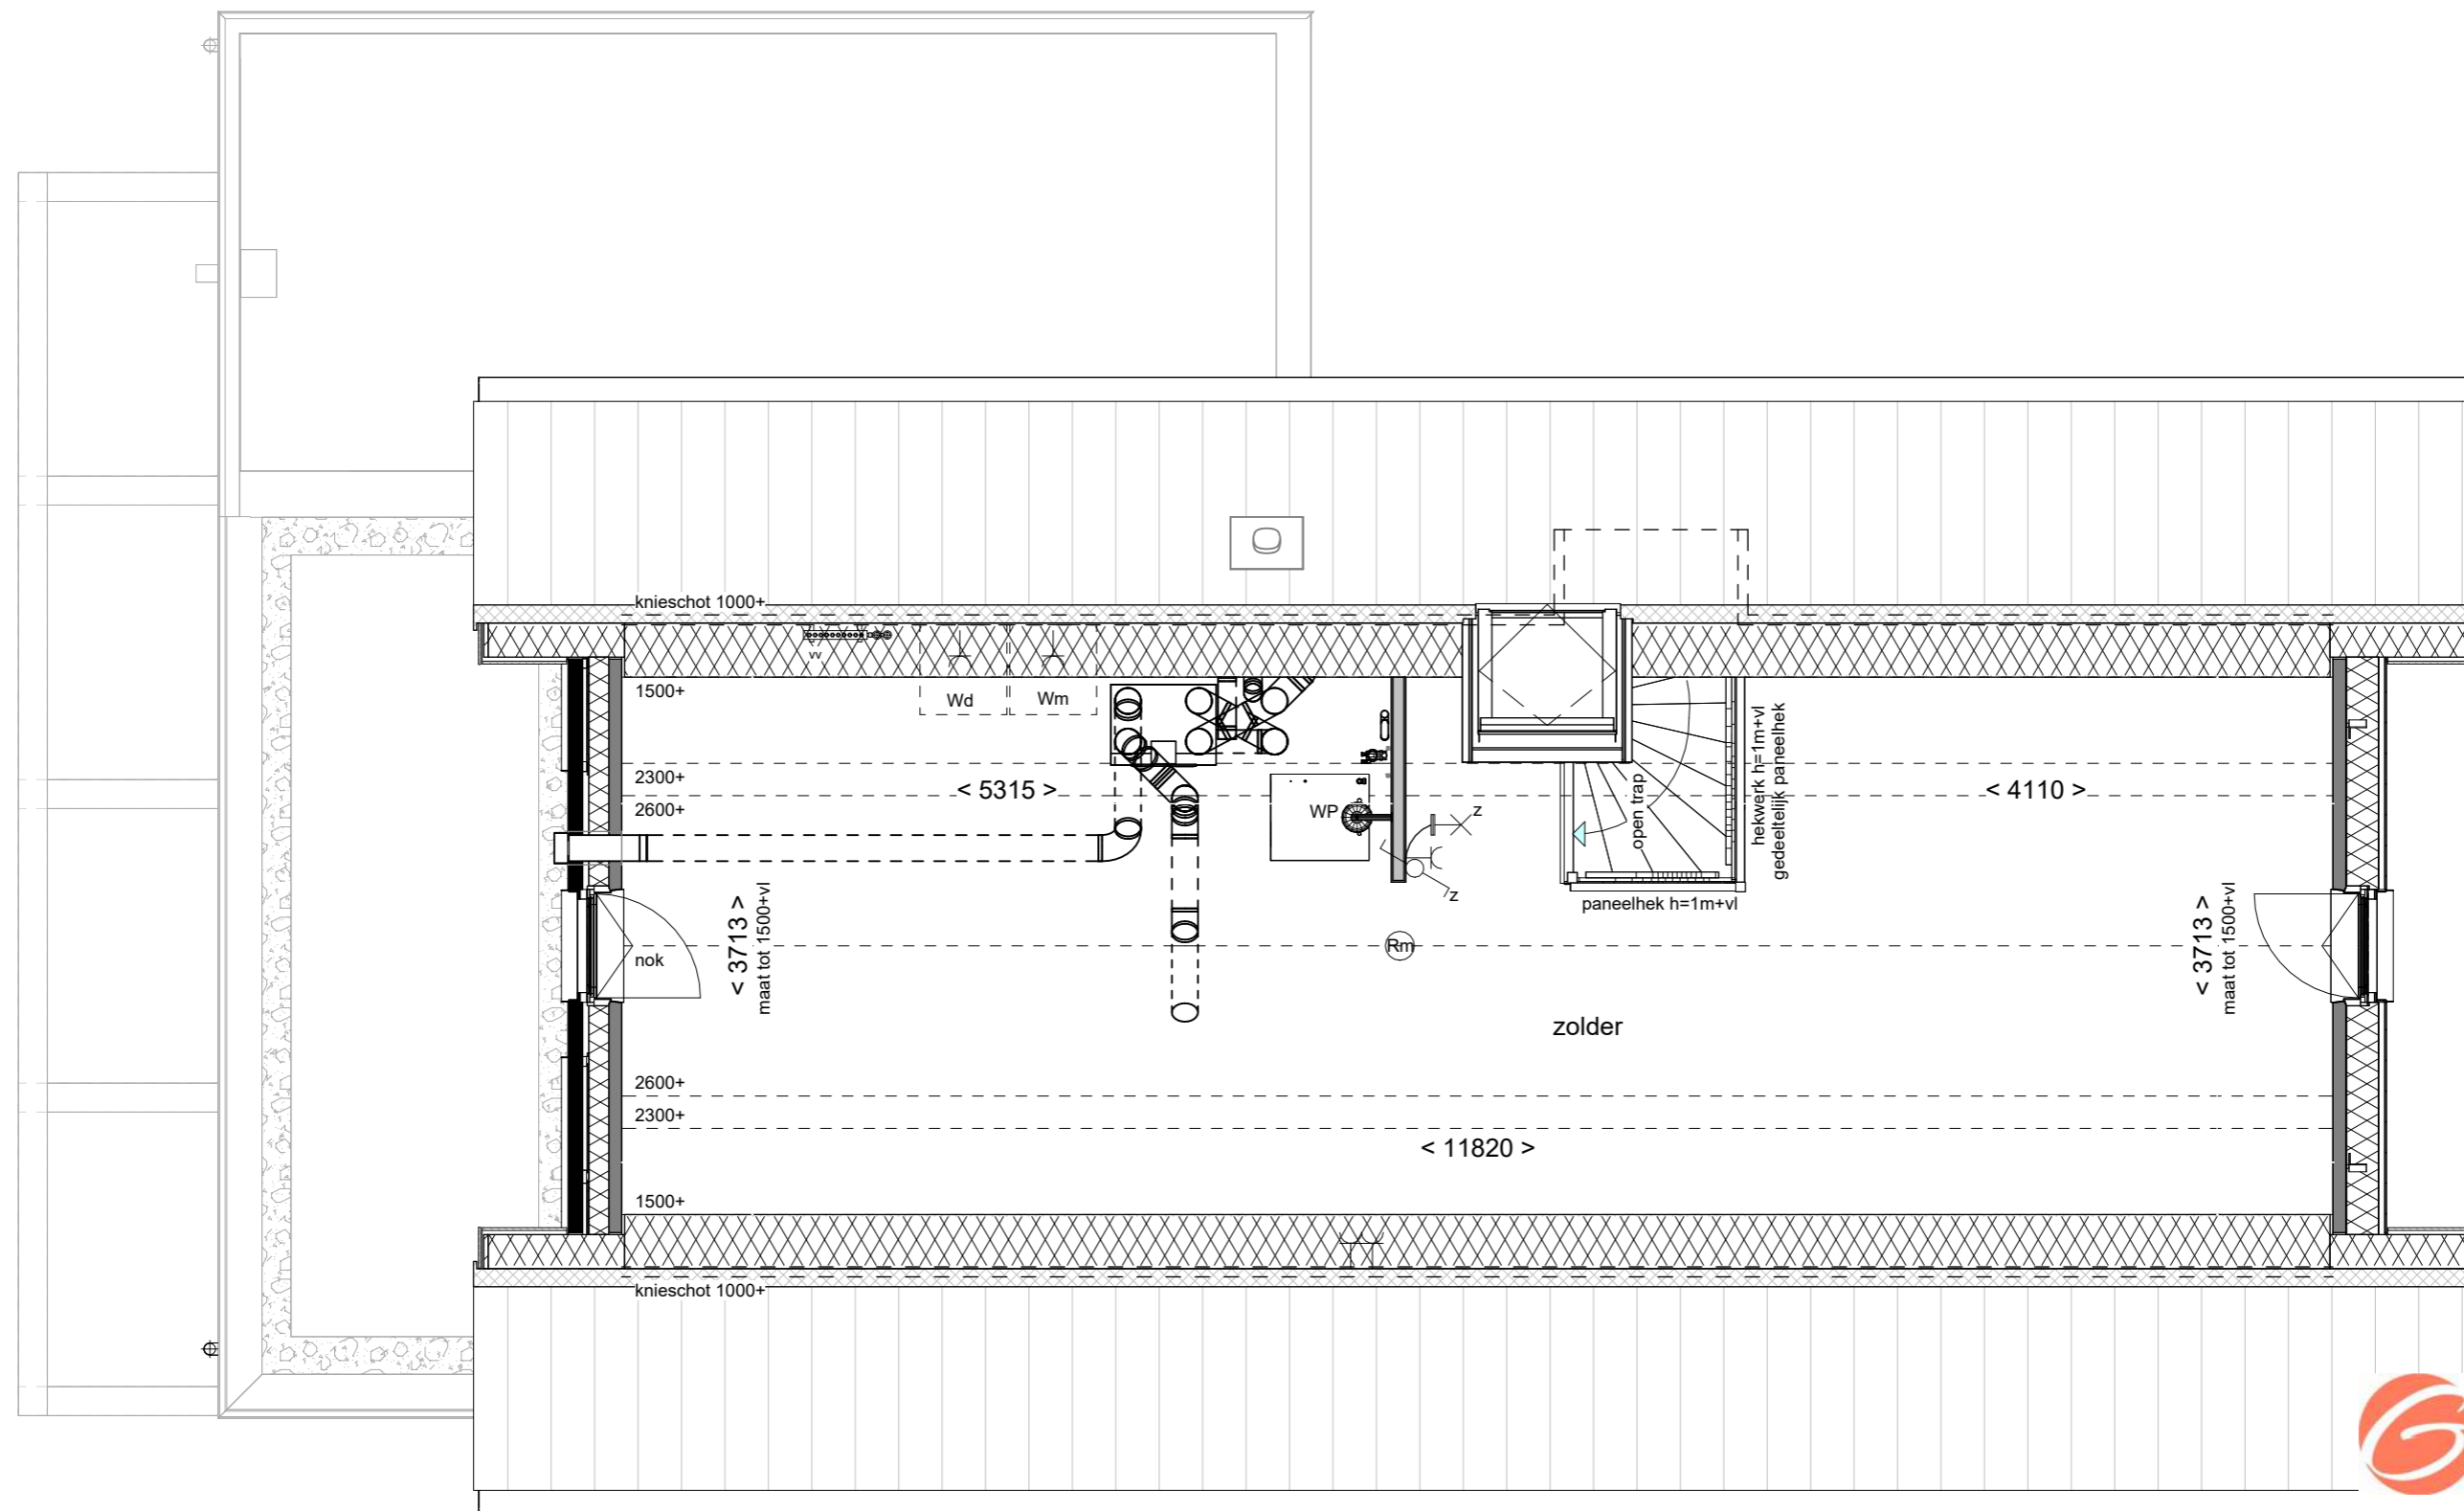 knieschot 1000+
vv
1500+
Wd
Wm
2300+
< 5315 >
2600+
WP
z
z
open trap
hekwerk h=1m+vl
gedeeltelijk paneelhek
< 4110 >
paneelhek h=1m+vl
< 3713 >
maat tot 1500+vl
nok
Rm
< 3713 >
maat tot 1500+vl
zolder
2600+
2300+
< 11820 >
1500+
knieschot 1000+